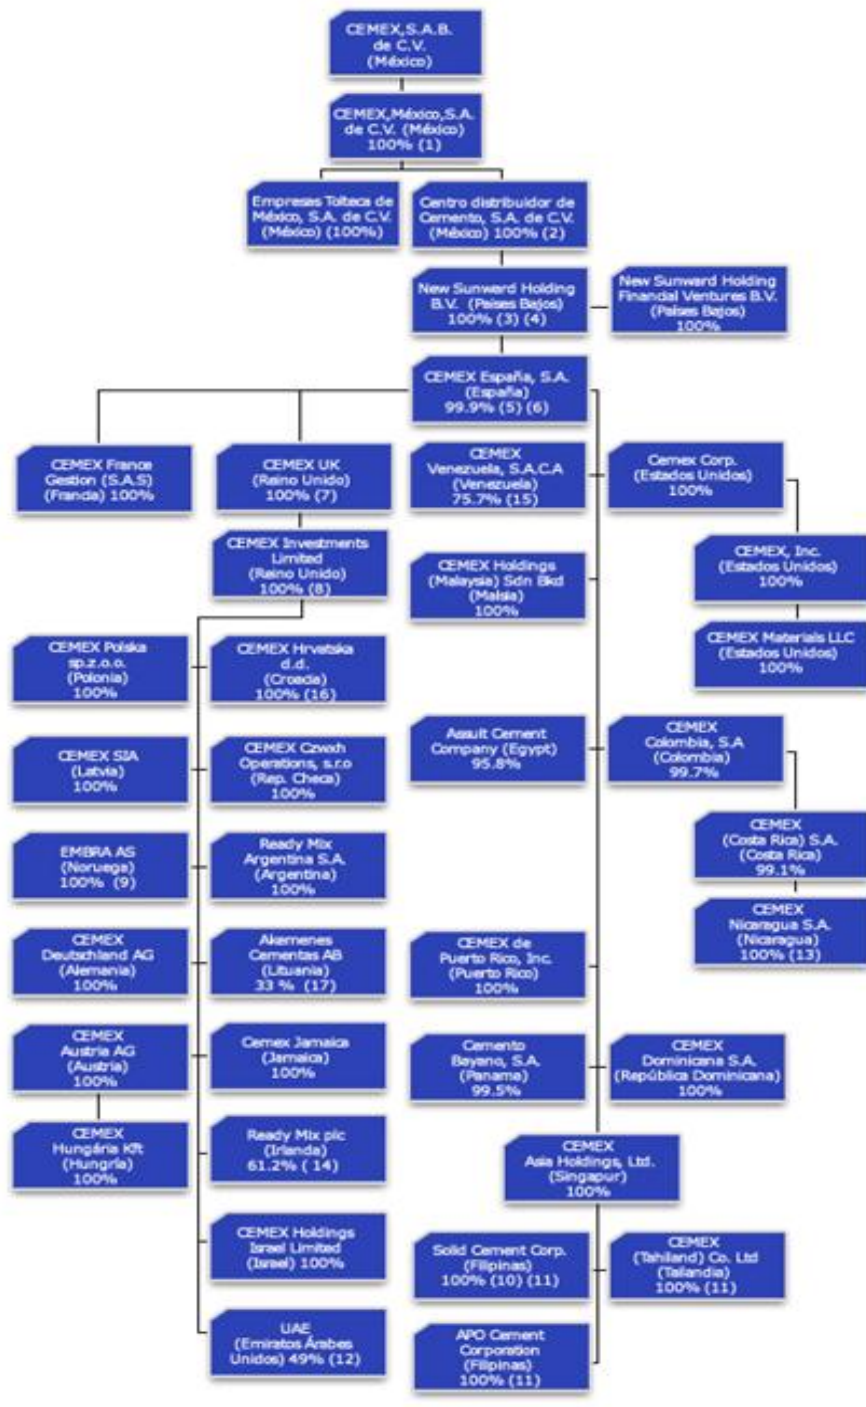 CEMEX,S.A.B.
de C.V.
(México)
CEMEX,México,S.A.
de C.V. (México)
100% (1)
Empresas Tolteca de
México, S.A. de C.V.
(México) (100%)
Centro distribuidor de
Cemento, S.A. de C.V.
(México) 100% (2)
New Sunward Holding
B.V. (Países Bajos)
100% (3) (4)
New Sunward Holding
Financial Ventures B.V.
(Países Bajos)
100%
CEMEX España, S.A.
(España)
99.9% (5) (6)
CEMEX France
Gestion (S.A.S)
(Francia) 100%
CEMEX UK
(Reino Unido)
100% (7)
CEMEX
Venezuela, S.A.C.A
(Venezuela)
75.7% (15)
Cemex Corp.
(Estados Unidos)
100%
CEMEX Investments
Limited
(Reino Unido)
100% (8)
CEMEX Holdings
(Malaysia) Sdn Bkd
(Malsia)
100%
CEMEX, Inc.
(Estados Unidos)
100%
CEMEX Materials LLC
(Estados Unidos)
100%
CEMEX Polska
sp.z.o.o.
(Polonia)
100%
CEMEX Hrvatska
d.d.
(Croacia)
100% (16)
CEMEX SIA
(Latvia)
100%
CEMEX Czwxh
Operations, s.r.o
(Rep. Checa)
100%
Assuit Cement
Company (Egypt)
95.8%
CEMEX
Colombia, S.A
(Colombia)
99.7%
EMBRA AS
(Noruega)
100% (9)
Ready Mix
Argentina S.A.
(Argentina)
100%
CEMEX
(Costa Rica) S.A.
(Costa Rica)
99.1%
CEMEX
Nicaragua S.A.
(Nicaragua)
100% (13)
CEMEX
Deutschland AG
(Alemania)
100%
Akemenes
Cementas AB
(Lituania)
33 % (17)
CEMEX de
Puerto Rico, Inc.
(Puerto Rico)
100%
CEMEX
Austria AG
(Austria)
100%
Cemex Jamaica
(Jamaica)
100%
Cemento
Bayano, S.A.
(Panama)
99.5%
CEMEX
Dominicana S.A.
(República Dominicana)
100%
CEMEX
Hungária Kft
(Hungría)
100%
Ready Mix plc
(Irlanda)
61.2% ( 14)
CEMEX
Asia Holdings, Ltd.
(Singapur)
100%
CEMEX Holdings
Israel Limited
(Israel) 100%
Solid Cement Corp.
(Filipinas)
100% (10) (11)
CEMEX
(Tahiland) Co. Ltd
(Tailandia)
100% (11)
UAE
(Emiratos Árabes
Unidos) 49% (12)
APO Cement
Corporation
(Filipinas)
100% (11)